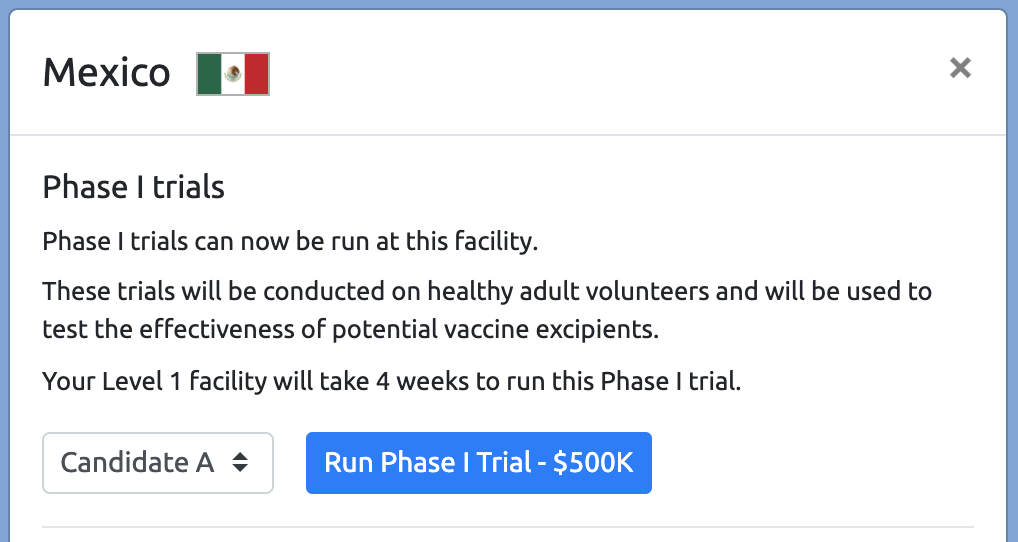 Mexico
×
Phase I trials
Phase I trials can now be run at this facility.
These trials will be conducted on healthy adult volunteers and will be used to
test the effectiveness of potential vaccine excipients.
Your Level 1 facility will take 4 weeks to run this Phase I trial.
Candidate A
Run Phase I Trial - $500K